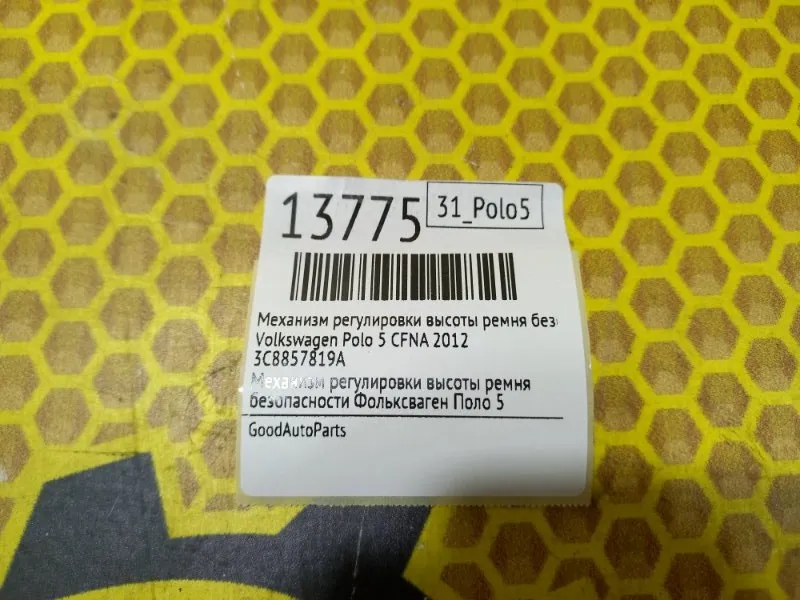 13775
31_Polo5
Механизм регулировки высоты ремня без
Volkswagen Polo 5 CFNA 2012
3C8857819A
Механизм регулировки высоты ремня
безопасности Фольксваген Поло 5
GoodAutoParts